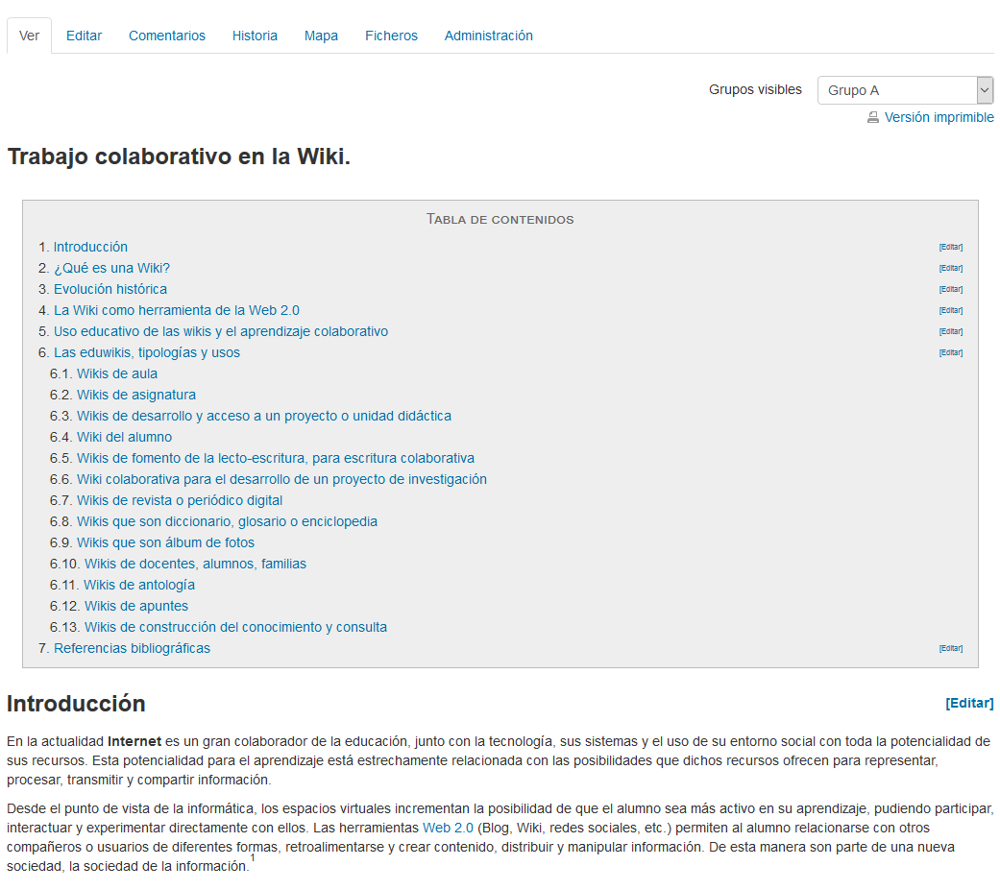 Ver Editar Comentarios Historia Mapa Ficheros Administración
Grupos visibles Grupo A
Versión imprimible
Trabajo colaborativo en la Wiki.
TABLA DE CONTENIDOS
1. Introducción [Editar]
2. ¿Qué es una Wiki? [Editar]
3. Evolución histórica [Editar]
4. La Wiki como herramienta de la Web 2.0 [Editar]
5. Uso educativo de las wikis y el aprendizaje colaborativo [Editar]
6. Las eduwikis, tipologías y usos [Editar]
6.1. Wikis de aula
6.2. Wikis de asignatura
6.3. Wikis de desarrollo y acceso a un proyecto o unidad didáctica
6.4. Wiki del alumno
6.5. Wikis de fomento de la lecto-escritura, para escritura colaborativa
6.6. Wiki colaborativa para el desarrollo de un proyecto de investigación
6.7. Wikis de revista o periódico digital
6.8. Wikis que son diccionario, glosario o enciclopedia
6.9. Wikis que son álbum de fotos
6.10. Wikis de docentes, alumnos, familias
6.11. Wikis de antología
6.12. Wikis de apuntes
6.13. Wikis de construcción del conocimiento y consulta
7. Referencias bibliográficas [Editar]
Introducción [Editar]
En la actualidad Internet es un gran colaborador de la educación, junto con la tecnología, sus sistemas y el uso de su entorno social con toda la potencialidad de
sus recursos. Esta potencialidad para el aprendizaje está estrechamente relacionada con las posibilidades que dichos recursos ofrecen para representar,
procesar, transmitir y compartir información.
Desde el punto de vista de la informática, los espacios virtuales incrementan la posibilidad de que el alumno sea más activo en su aprendizaje, pudiendo participar,
interactuar y experimentar directamente con ellos. Las herramientas Web 2.0 (Blog, Wiki, redes sociales, etc.) permiten al alumno relacionarse con otros
compañeros o usuarios de diferentes formas, retroalimentarse y crear contenido, distribuir y manipular información. De esta manera son parte de una nueva
sociedad, la sociedad de la información.1